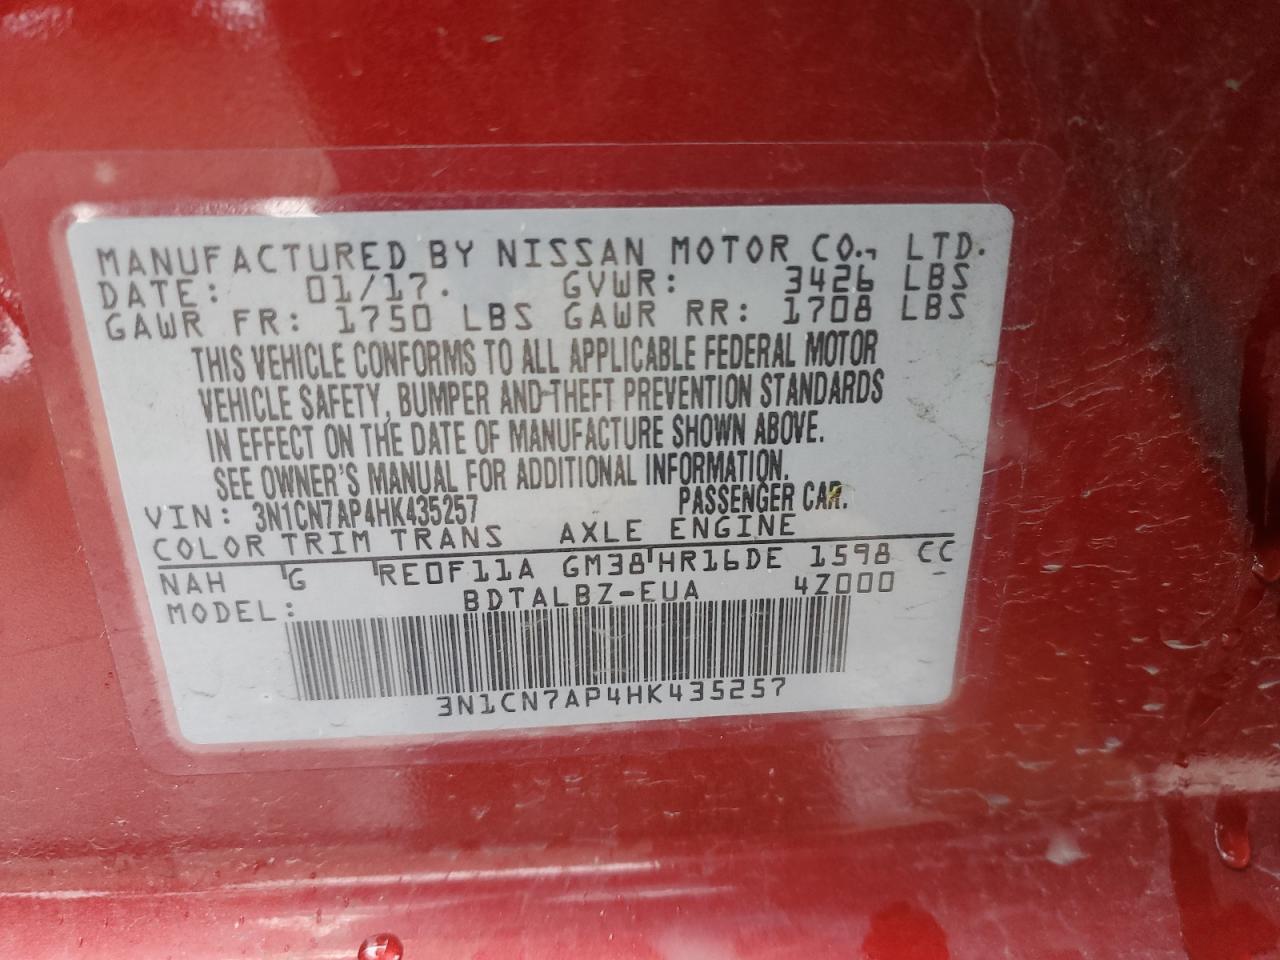 MANUFACTURED BY NISSAN MOTOR CO., LTD.
DATE: 01/17. GVWR: 3426 LBS
GAWR FR: 1750 LBS GAWR RR: 1708 LBS
THIS VEHICLE CONFORMS TO ALL APPLICABLE FEDERAL MOTOR
VEHICLE SAFETY, BUMPER AND THEFT PREVENTION STANDARDS
IN EFFECT ON THE DATE OF MANUFACTURE SHOWN ABOVE.
SEE OWNER'S MANUAL FOR ADDITIONAL INFORMATION.
VIN: 3N1CN7AP4HK435257 PASSENGER CAR.
COLOR TRIM TRANS AXLE ENGINE
NAH G RE0F11A GM38 HR16DE 1598 CC
MODEL: BDTALBZ-EUA 4Z000 -
3N1CN7AP4HK435257